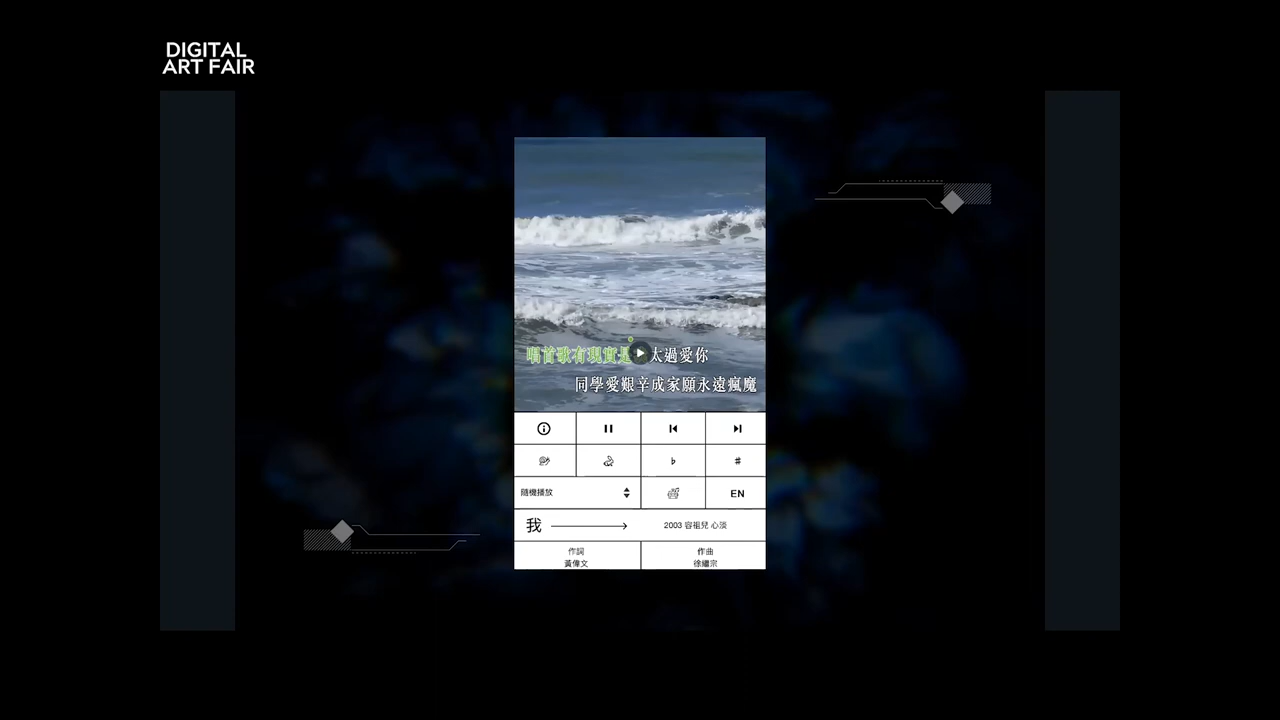 DIGITAL
ART FAIR
唱首歌有現實是太過愛你
同學愛艱辛成家願永遠瘋魔
♭
♯
隨機播放
EN
我
2003 容祖兒 心淡
作詞
黃偉文
作曲
徐繼宗